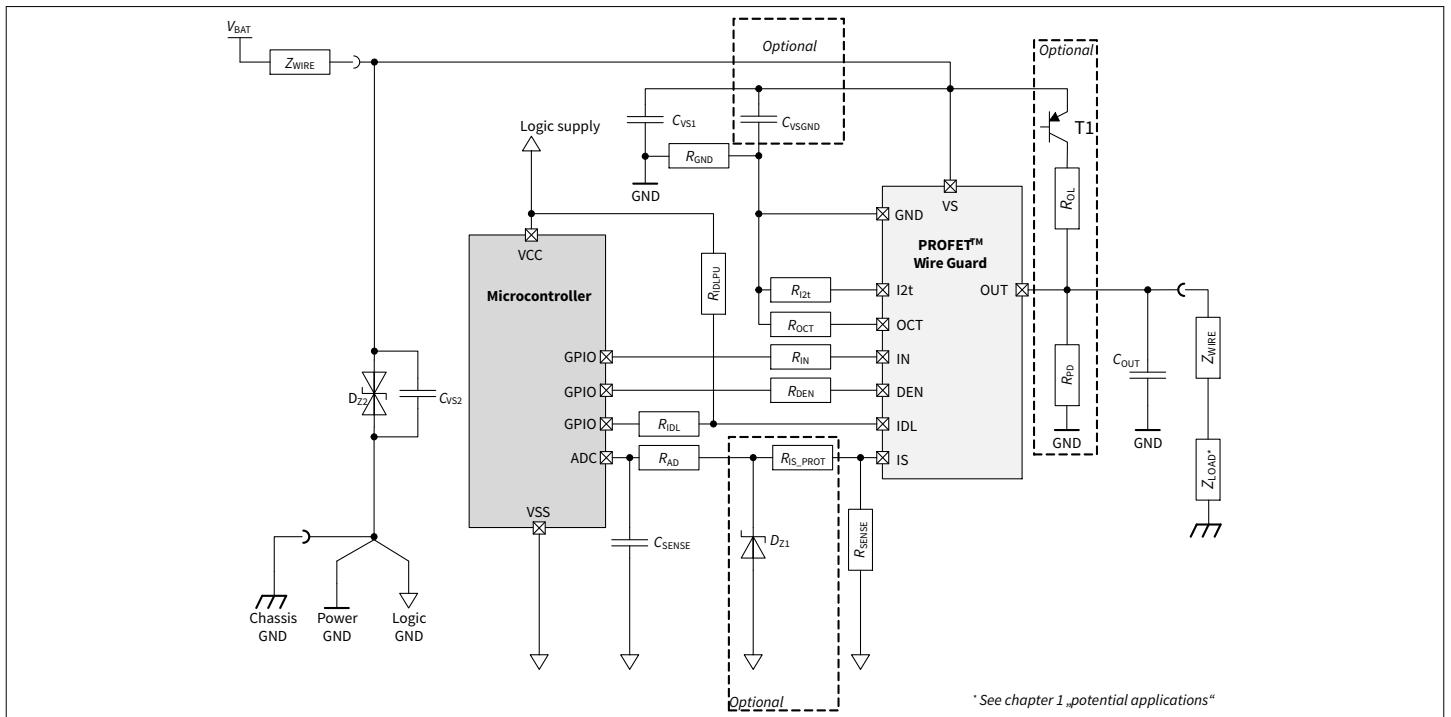 VBAT
ZWIRE
Optional
Optional
CVS1
CVSGND
T1
Logic supply
RGND
GND
ROL
VS
GND
PROFET™
Wire Guard
VCC
Microcontroller
RIDLPU
RI2t
I2t
OUT
ROCT
OCT
GPIO
RIN
IN
ZWIRE
COUT
RPD
DZ2
CVS2
GPIO
RDEN
DEN
GPIO
RIDL
IDL
GND
GND
ADC
RAD
RIS_PROT
IS
ZLOAD*
VSS
CSENSE
DZ1
RSENSE
Chassis
GND
Power
GND
Logic
GND
Optional
* See chapter 1 „potential applications“